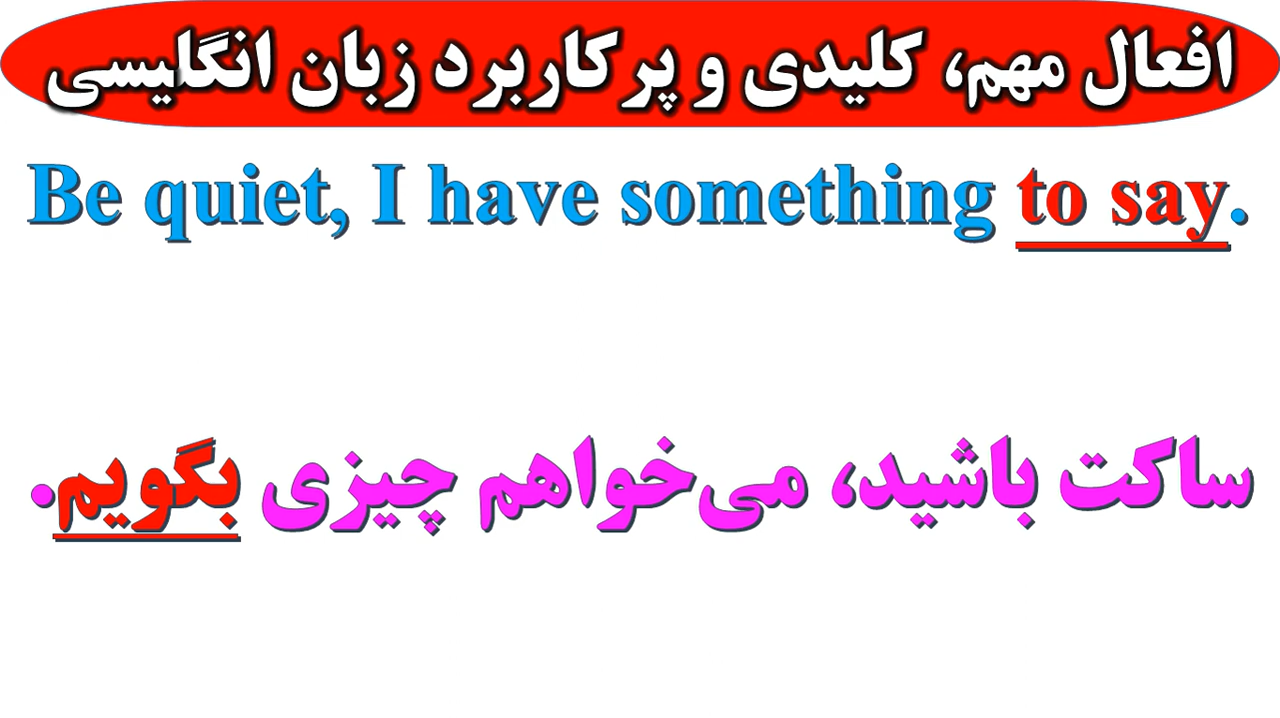 افعال مهم، کلیدی و پرکاربرد زبان انگلیسی
Be quiet, I have something to say.
ساکت باشید، می‌خواهم چیزی بگویم.